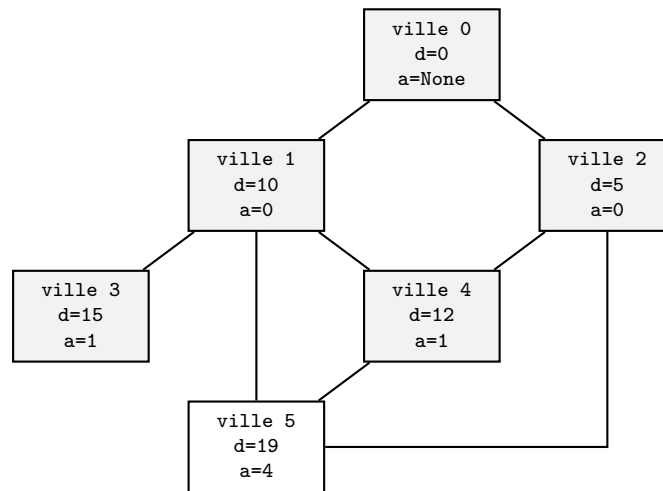 ville 0
d=0
a=None
ville 1
d=10
a=0
ville 2
d=5
a=0
ville 3
d=15
a=1
ville 4
d=12
a=1
ville 5
d=19
a=4